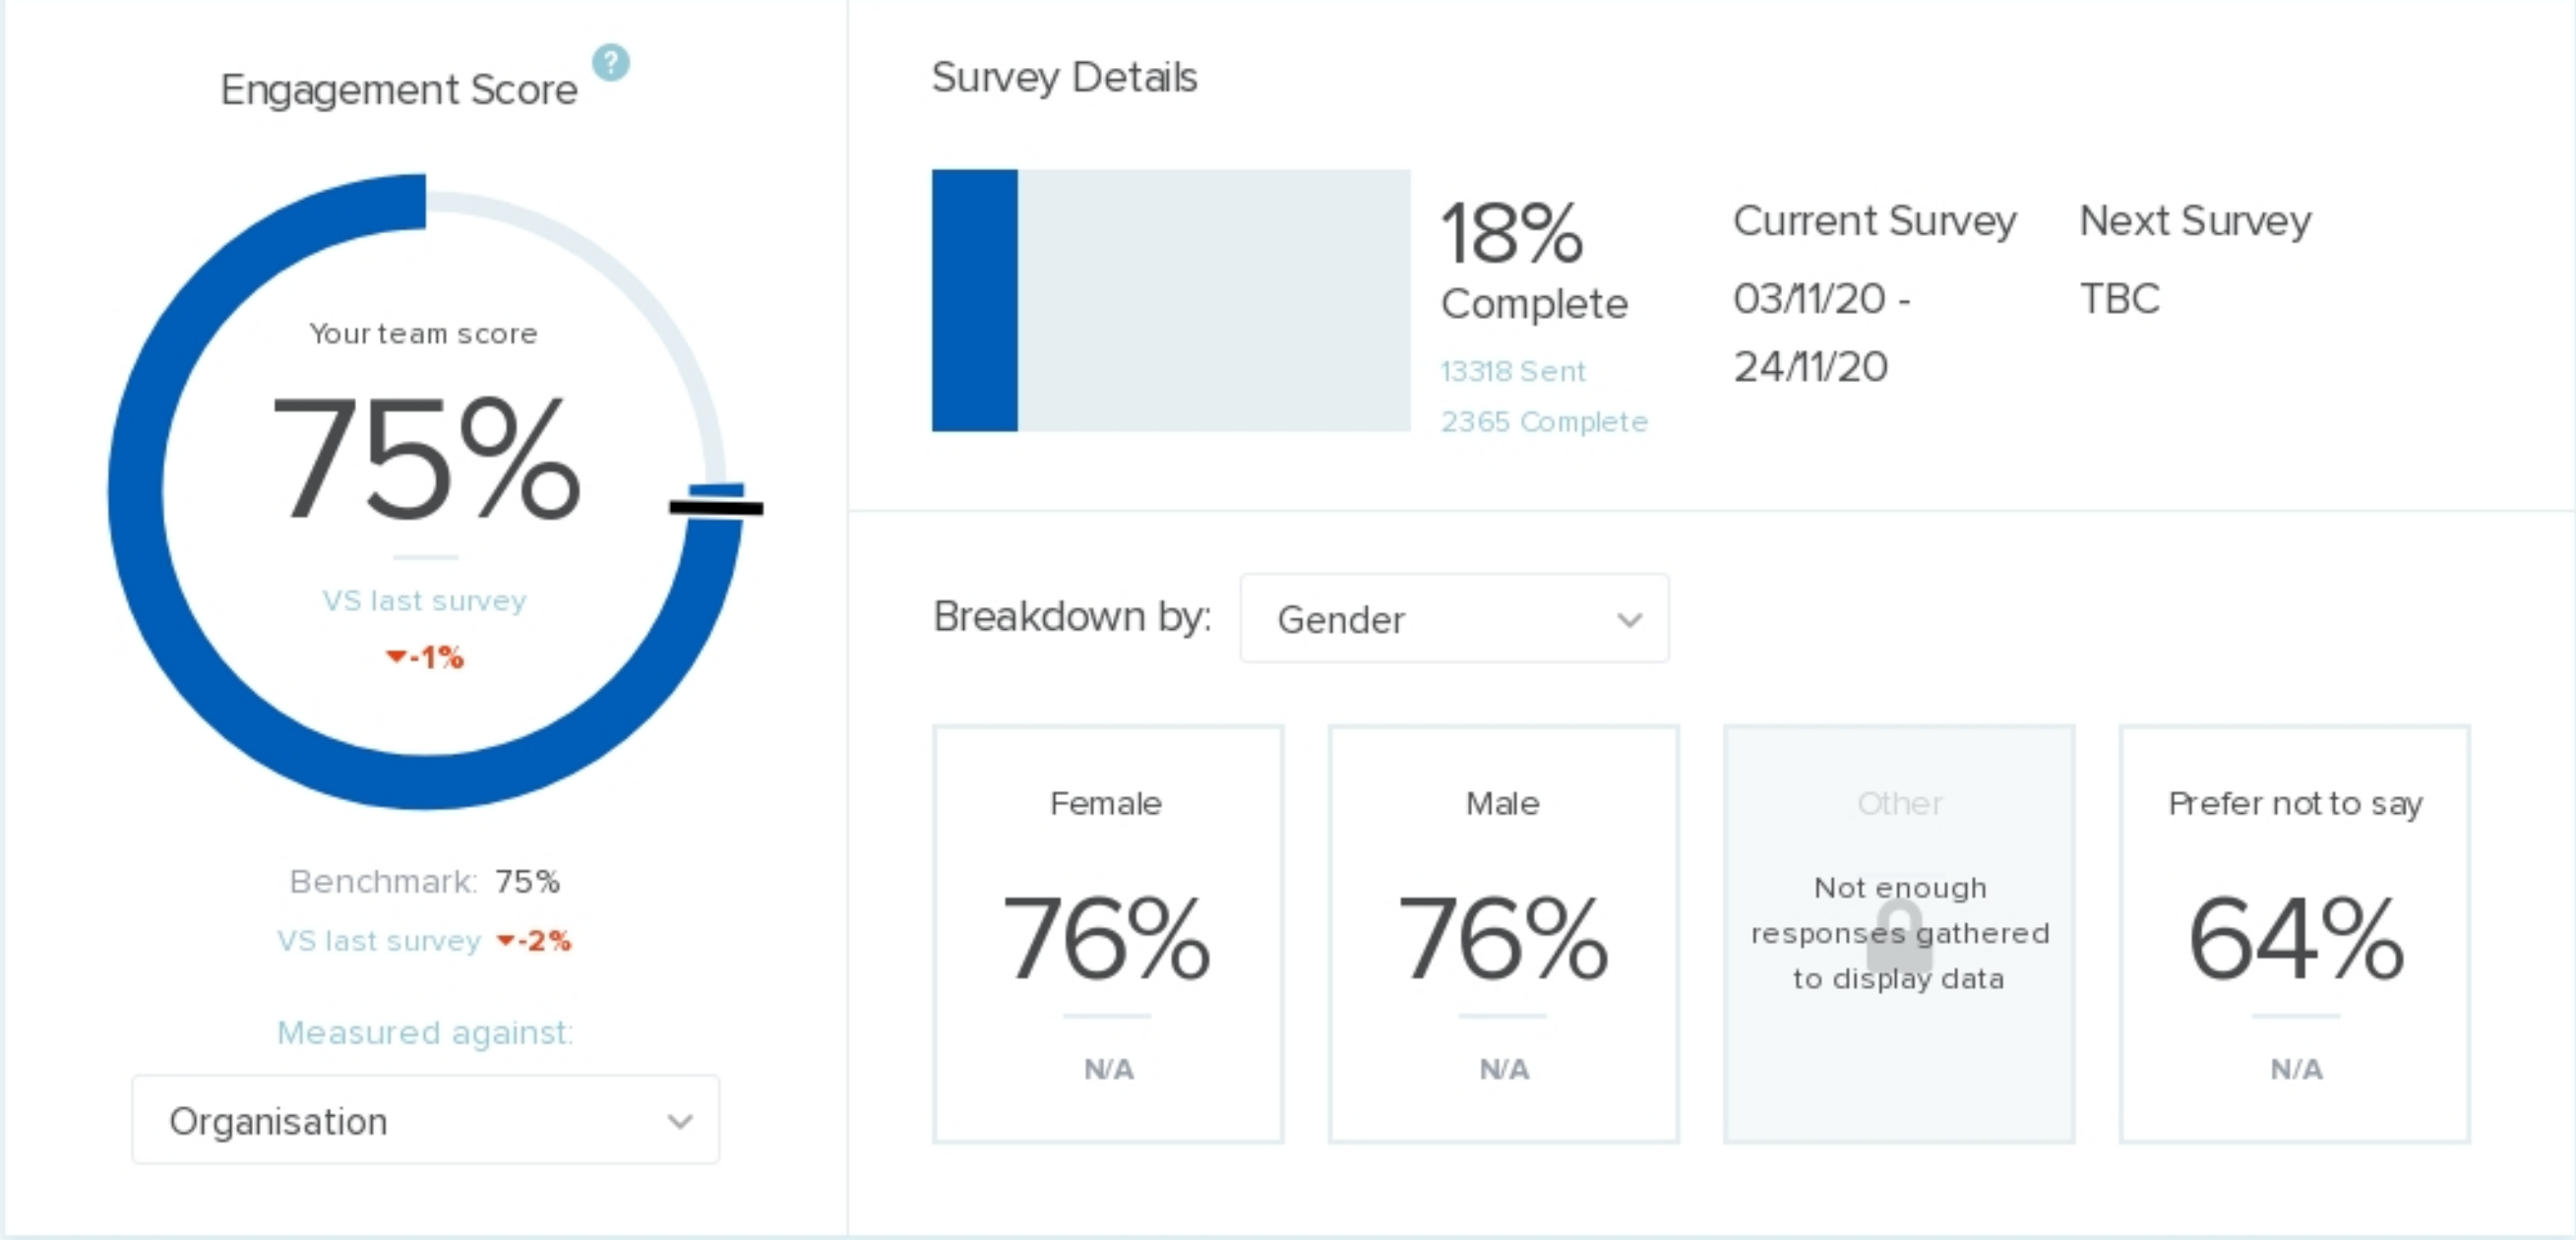 Engagement Score ?
Your team score
75%
VS last survey
-1%
Benchmark: 75%
VS last survey -2%
Measured against:
Organisation
Survey Details
18%
Complete
13318 Sent
2365 Complete
Current Survey
03/11/20 -
24/11/20
Next Survey
TBC
Breakdown by: Gender
Female
76%
N/A
Male
76%
N/A
Other
Not enough
responses gathered
to display data
Prefer not to say
64%
N/A